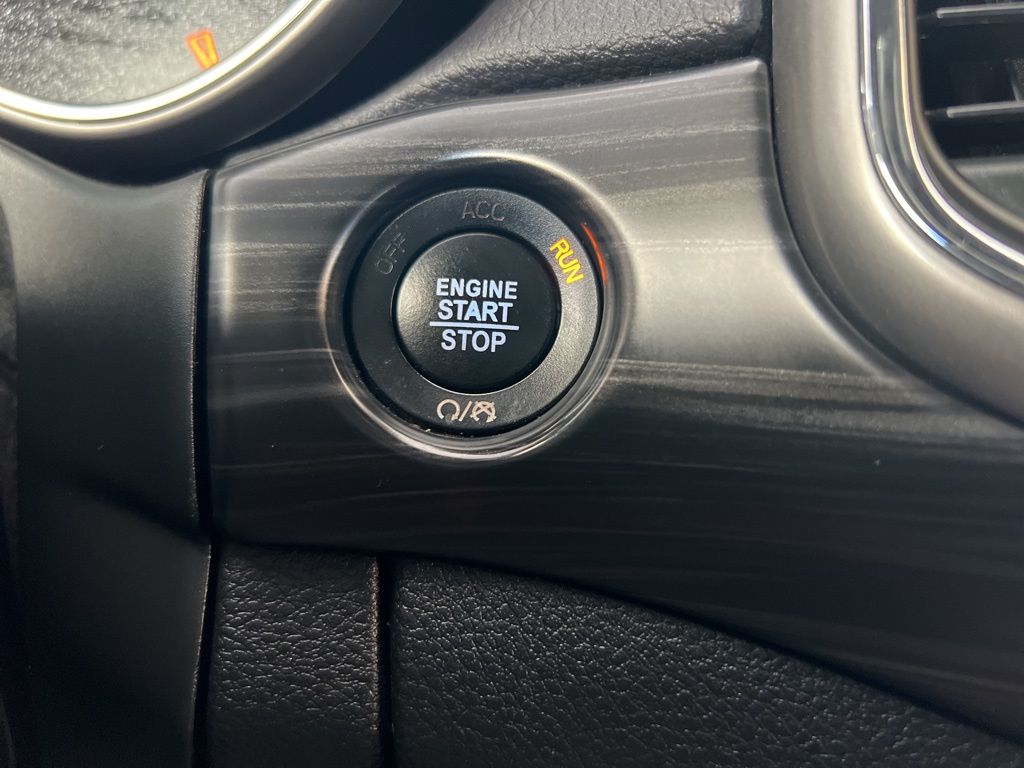 OFF
ACC
RUN
ENGINE
START
STOP